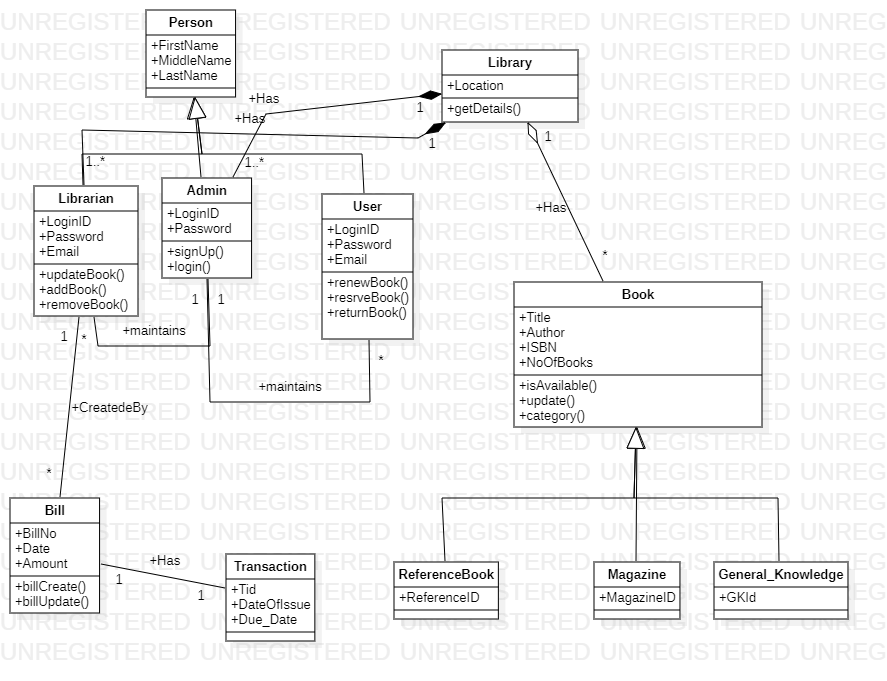 Person
+FirstName
+MiddleName
+LastName
Library
+Location
+getDetails()
+Has
1
+Has
1
1
1..*
1..*
Librarian
+LoginID
+Password
+Email
+updateBook()
+addBook()
+removeBook()
Admin
+LoginID
+Password
+signUp()
+login()
User
+LoginID
+Password
+Email
+renewBook()
+resrveBook()
+returnBook()
+Has
*
Book
+Title
+Author
+ISBN
+NoOfBooks
+isAvailable()
+update()
+category()
1
1
1
*
+maintains
*
+maintains
+CreatedeBy
*
Bill
+BillNo
+Date
+Amount
+billCreate()
+billUpdate()
+Has
1
1
Transaction
+Tid
+DateOfIssue
+Due_Date
ReferenceBook
+ReferenceID
Magazine
+MagazineID
General_Knowledge
+GKId
UNREGISTERED UNREGISTERED UNREGISTERED UNREGISTERED UNREG